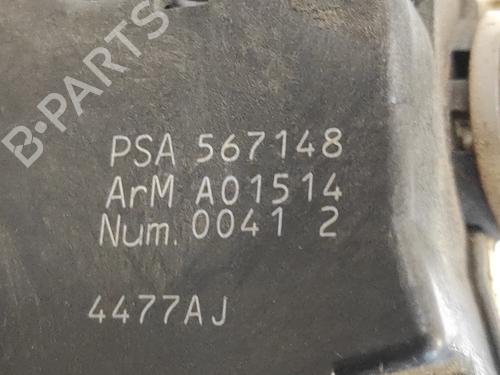 B-PARTS
PSA 567148
ArM A01514
Num. 0041 2
4477AJ